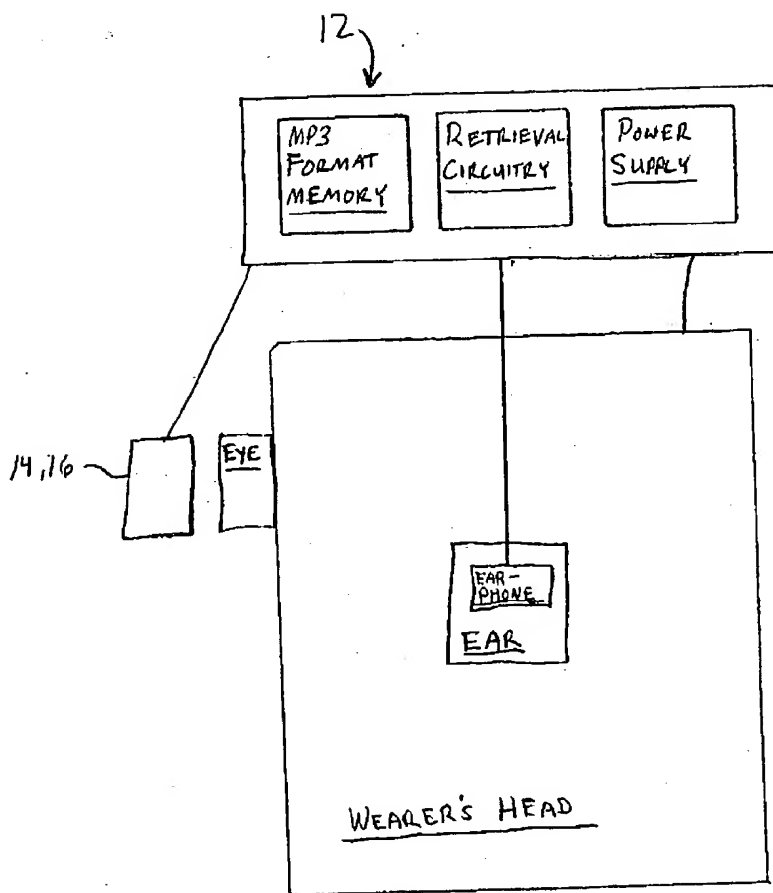 12
MP3
FORMAT
MEMORY
RETRIEVAL
CIRCUITRY
POWER
SUPPLY
14,16
EYE
EAR-
PHONE
EAR
WEARER'S HEAD